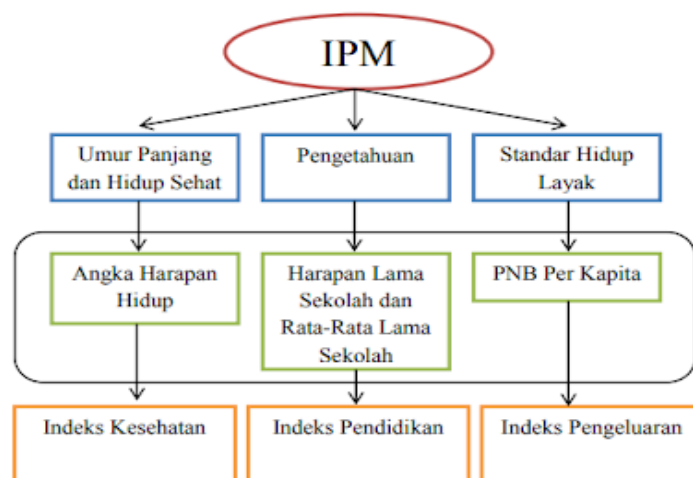 IPM
Umur Panjang
dan Hidup Sehat
Pengetahuan
Standar Hidup
Layak
Angka Harapan
Hidup
Harapan Lama
Sekolah dan
Rata-Rata Lama
Sekolah
PNB Per Kapita
Indeks Kesehatan
Indeks Pendidikan
Indeks Pengeluaran